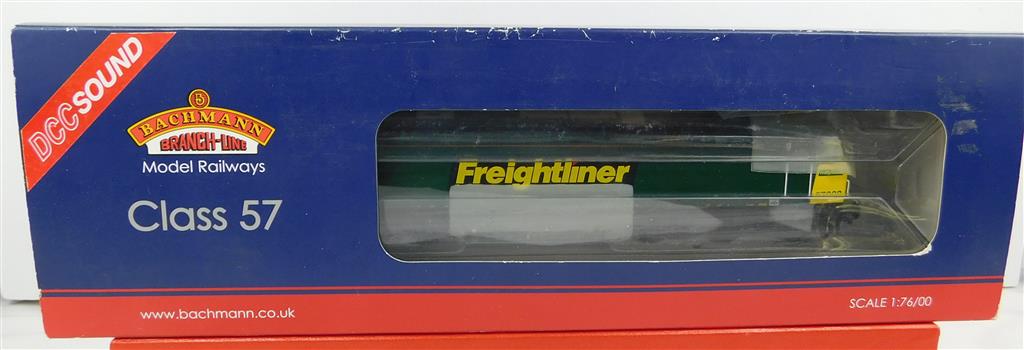 DCC SOUND
BACHMANN
BRANCH-LINE
Model Railways
Class 57
Freightliner
www.bachmann.co.uk
SCALE 1:76/00